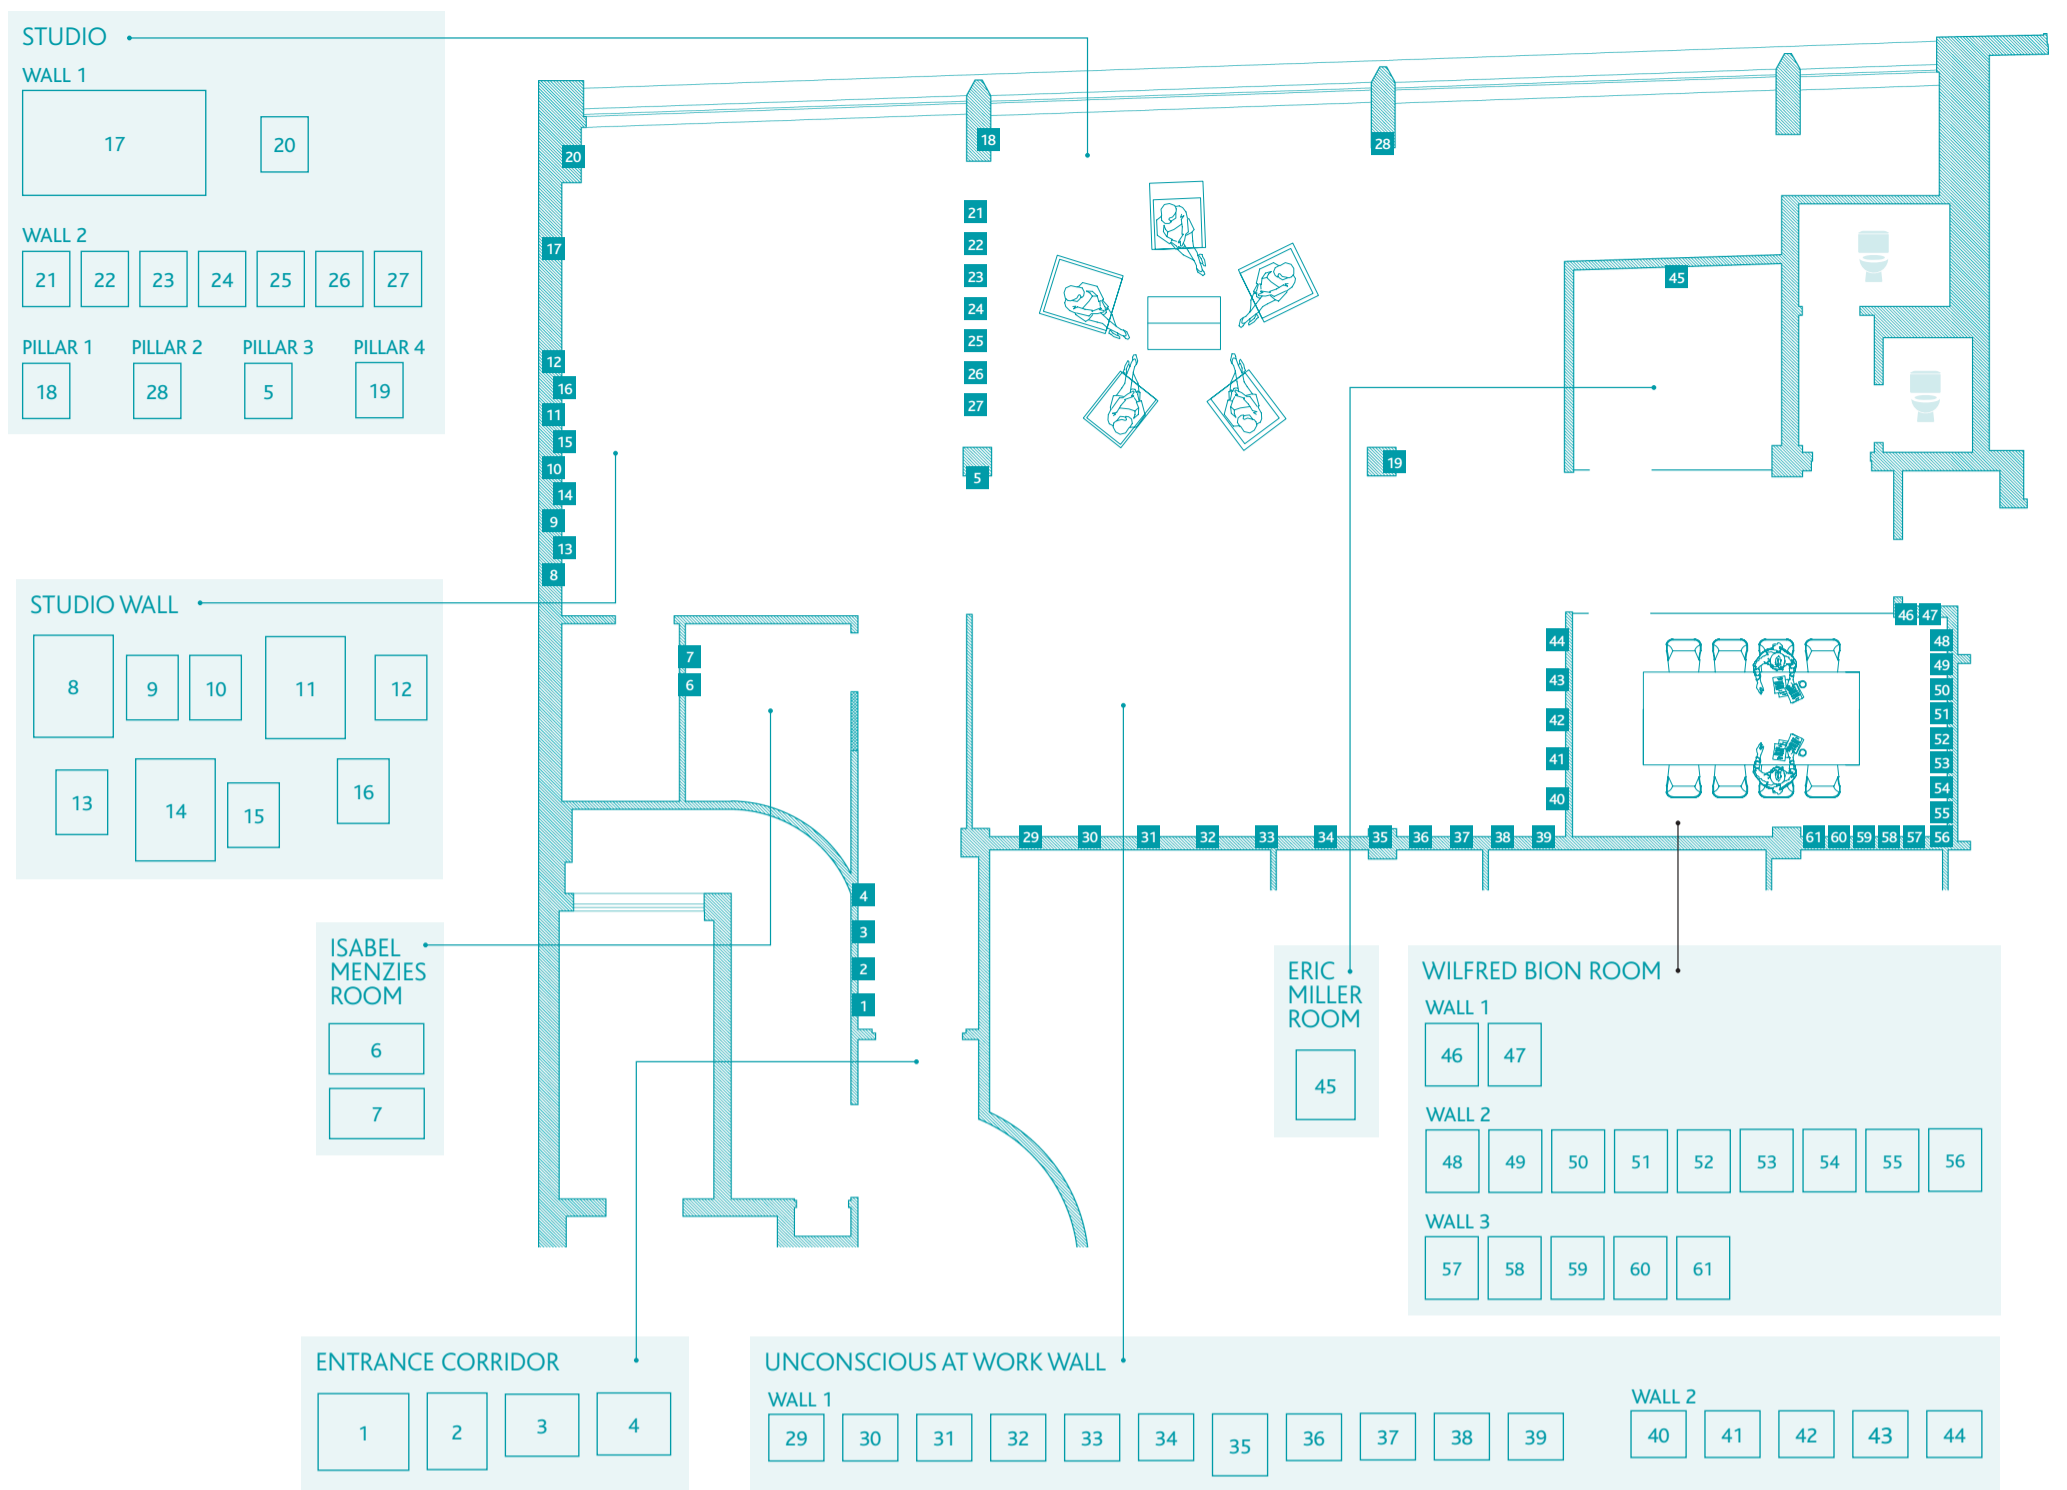 STUDIO
WALL 1
17 20
WALL 2
21 22 23 24 25 26 27
PILLAR 1 PILLAR 2 PILLAR 3 PILLAR 4
18 28 5 19
STUDIO WALL
8 9 10 11 12
13 14 15 16
ISABEL
MENZIES
ROOM
6
7
ENTRANCE CORRIDOR
1 2 3 4
UNCONSCIOUS AT WORK WALL
WALL 1
29 30 31 32 33 34 35 36 37 38 39
WALL 2
40 41 42 43 44
ERIC
MILLER
ROOM
45
WILFRED BION ROOM
WALL 1
46 47
WALL 2
48 49 50 51 52 53 54 55 56
WALL 3
57 58 59 60 61
20
18
28
17
21
22
23
24
25
26
27
45
12
16
11
15
10
14
9
13
8
5
19
7
6
4
3
2
1
44
43
42
41
40
29 30 31 32 33 34 35 36 37 38 39
46 47
48
49
50
51
52
53
54
55
61 60 59 58 57 56